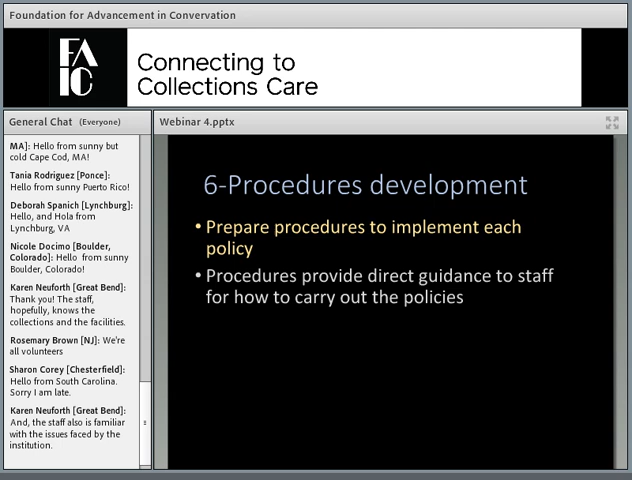 Foundation for Advancement in Convervation
FA
IC
Connecting to
Collections Care
General Chat (Everyone)
MA]: Hello from sunny but
cold Cape Cod, MA!
Tania Rodriguez [Ponce]:
Hello from sunny Puerto Rico!
Deborah Spanich [Lynchburg]:
Hello, and Hola from
Lynchburg, VA
Nicole Docimo [Boulder,
Colorado]: Hello from sunny
Boulder, Colorado!
Karen Neuforth [Great Bend]:
Thank you! The staff,
hopefully, knows the
collections and the facilities.
Rosemary Brown [NJ]: We're
all volunteers
Sharon Corey [Chesterfield]:
Hello from South Carolina.
Sorry I am late.
Karen Neuforth [Great Bend]:
And, the staff also is familiar
with the issues faced by the
institution.
Webinar 4.pptx
6-Procedures development
• Prepare procedures to implement each
policy
• Procedures provide direct guidance to staff
for how to carry out the policies